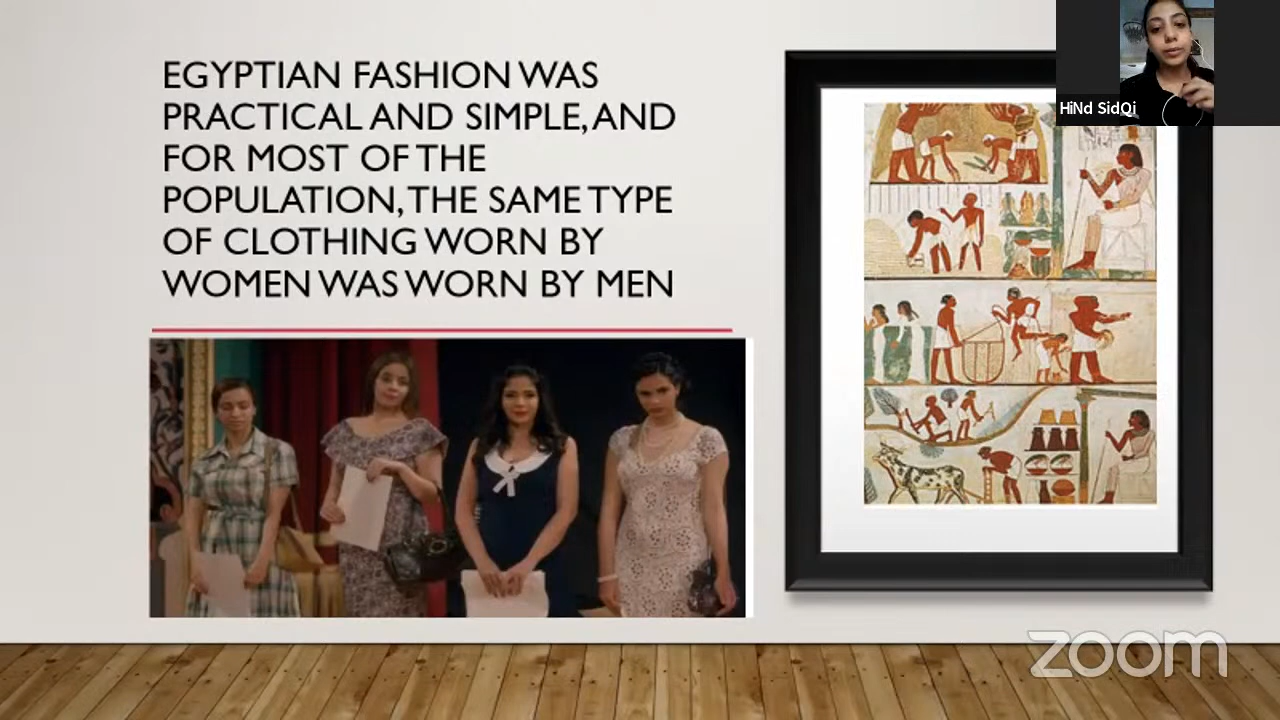 EGYPTIAN FASHION WAS
PRACTICAL AND SIMPLE, AND
FOR MOST OF THE
POPULATION, THE SAME TYPE
OF CLOTHING WORN BY
WOMEN WAS WORN BY MEN
HiNd SidQi
zoom